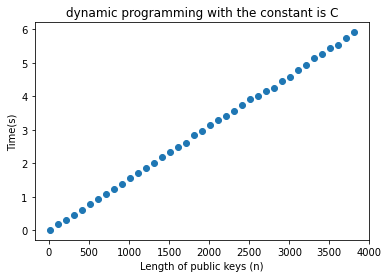 dynamic programming with the constant is C
6
5
4
3
2
1
0
Time(s)
0 500 1000 1500 2000 2500 3000 3500 4000
Length of public keys (n)